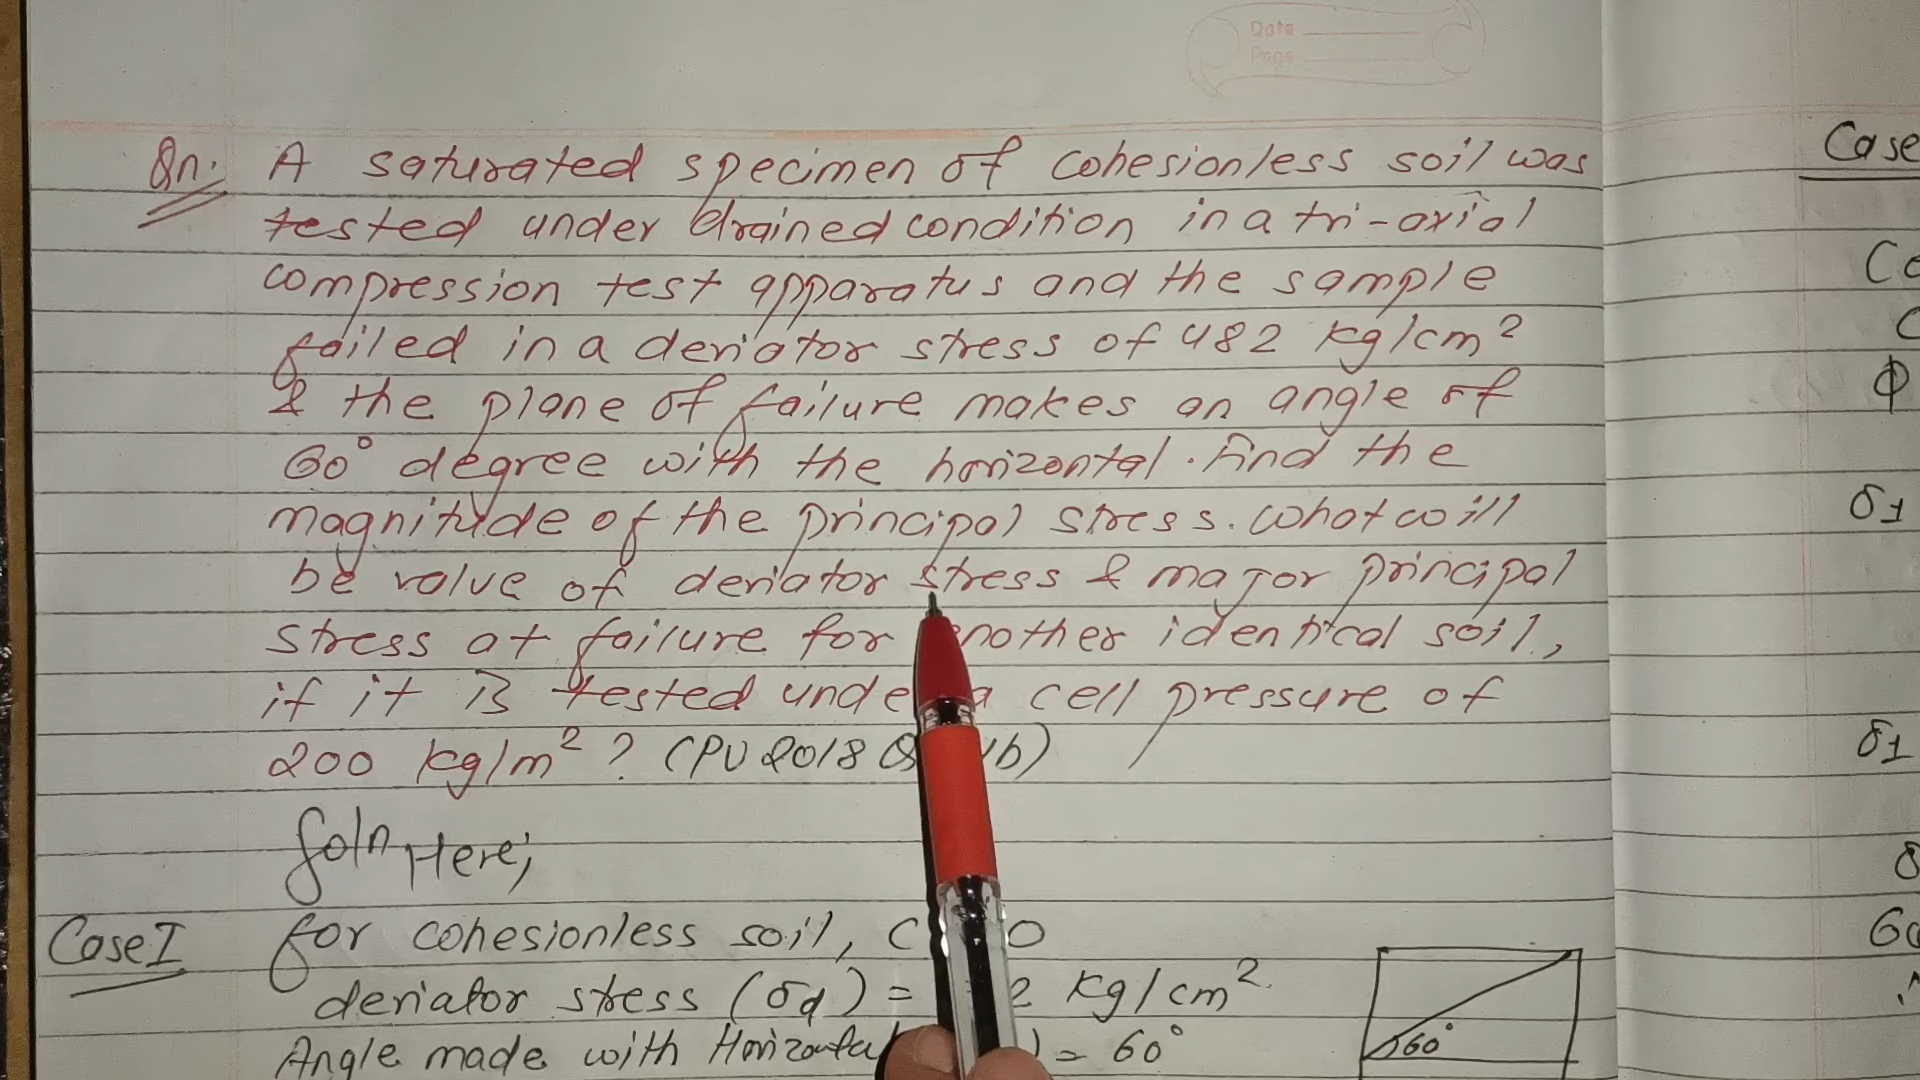 Date
Page
Qn. A saturated specimen of cohesionless soil was
tested under drained condition in a tri-axial
compression test apparatus and the sample
failed in a deviator stress of 482 kg/cm²
& the plane of failure makes an angle of
60° degree with the horizontal. Find the
magnitude of the principal stress. What will
be value of deviator stress & major principal
stress at failure for another identical soil,
if it is tested under a cell pressure of
200 kg/m² ? (PU 2018
Soln Here;
Case I for cohesionless soil, C 0
deviator stress (σd) = 2 kg/cm².
Angle made with Horizontal ) = 60°
60°
Case
φ
σ1
σ1